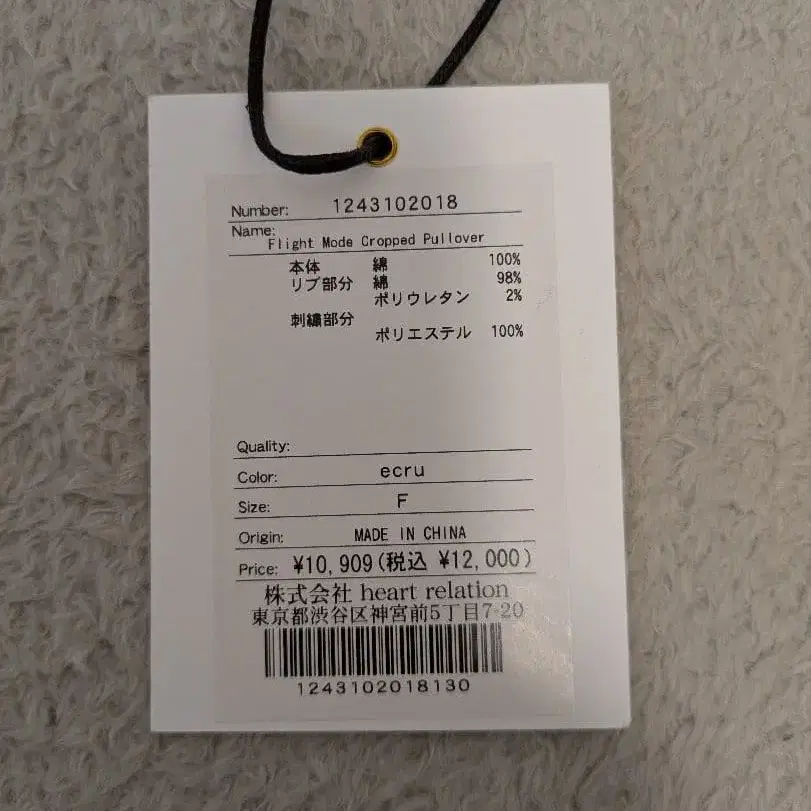 Number: 1243102018
Name:
Flight Mode Cropped Pullover
本体 綿 100%
リブ部分 綿 98%
ポリウレタン 2%
刺繍部分
ポリエステル 100%
Quality:
Color: ecru
Size: F
Origin: MADE IN CHINA
Price: ¥10,909(税込 ¥12,000)
株式会社 heart relation
東京都渋谷区神宮前5丁目7-20
1243102018130